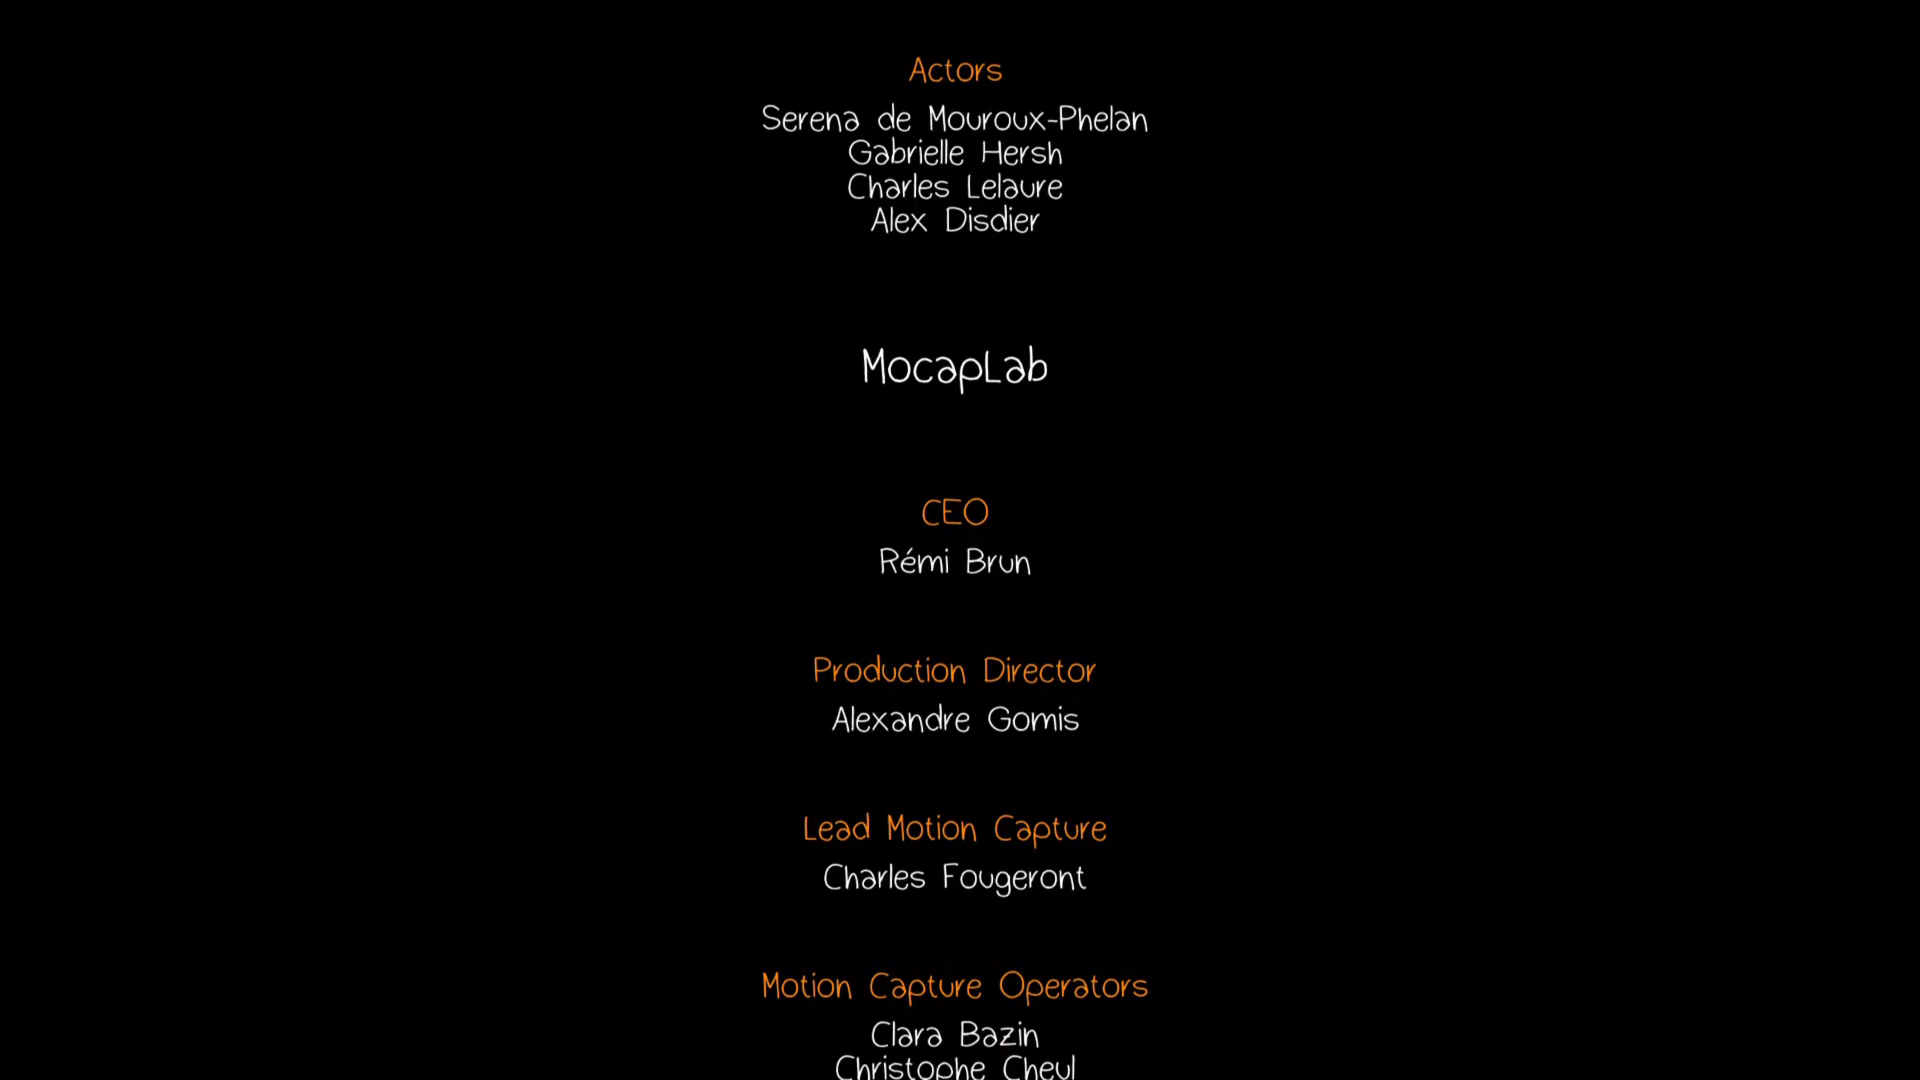 Actors
Serena de Mouroux-Phelan
Gabrielle Hersh
Charles Lelaure
Alex Disdier
MocapLab
CEO
Rémi Brun
Production Director
Alexandre Gomis
Lead Motion Capture
Charles Fougeront
Motion Capture Operators
Clara Bazin
Christophe Cheul